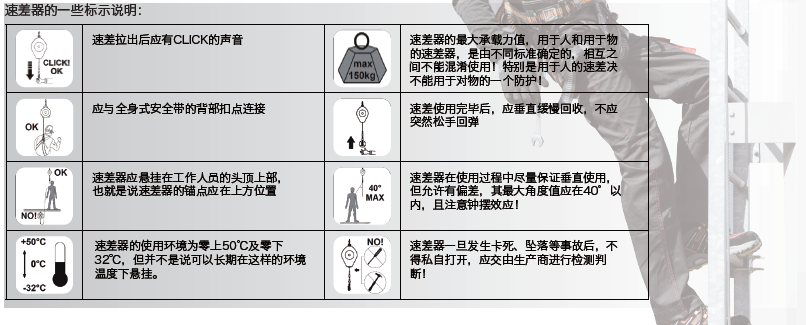 速差器的一些标示说明：
CLICK!
OK
速差拉出后应有CLICK的声音
max
150kg
速差器的最大承载力值，用于人和用于物
的速差器，是由不同标准确定的，相互之
间不能混淆使用！特别是用于人的速差决
不能用于对物的一个防护！
OK
应与全身式安全带的背部扣点连接
速差使用完毕后，应垂直缓慢回收，不应
突然松手回弹
OK
NO!
速差器应悬挂在工作人员的头顶上部，
也就是说速差器的锚点应在上方位置
40°
MAX
速差器在使用过程中尽量保证垂直使用，
但允许有偏差，其最大角度值应在40°以
内，且注意钟摆效应！
+50°C
0°C
-32°C
速差器的使用环境为零上50℃及零下
32℃，但并不是说可以长期在这样的环境
温度下悬挂。
NO!
速差器一旦发生卡死、坠落等事故后，不
得私自打开，应交由生产商进行检测判
断！